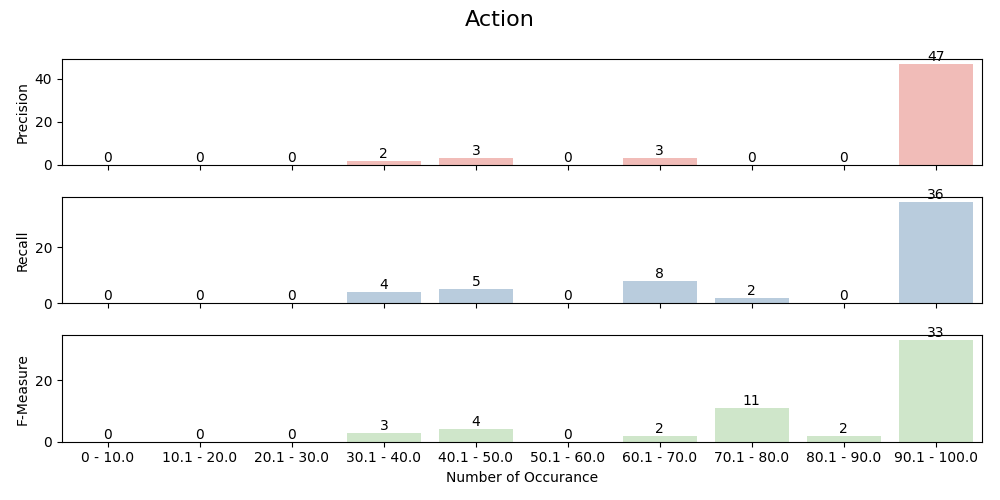 Action
Precision
40
20
0
0 0 0 2 3 0 3 0 0 47
Recall
20
0
0 0 0 4 5 0 8 2 0 36
F-Measure
20
0
0 0 0 3 4 0 2 11 2 33
0 - 10.0 10.1 - 20.0 20.1 - 30.0 30.1 - 40.0 40.1 - 50.0 50.1 - 60.0 60.1 - 70.0 70.1 - 80.0 80.1 - 90.0 90.1 - 100.0
Number of Occurance